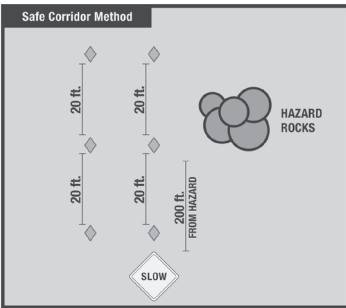 Safe Corridor Method
20 ft.
20 ft.
HAZARD
ROCKS
20 ft.
20 ft.
200 ft.
FROM HAZARD
SLOW